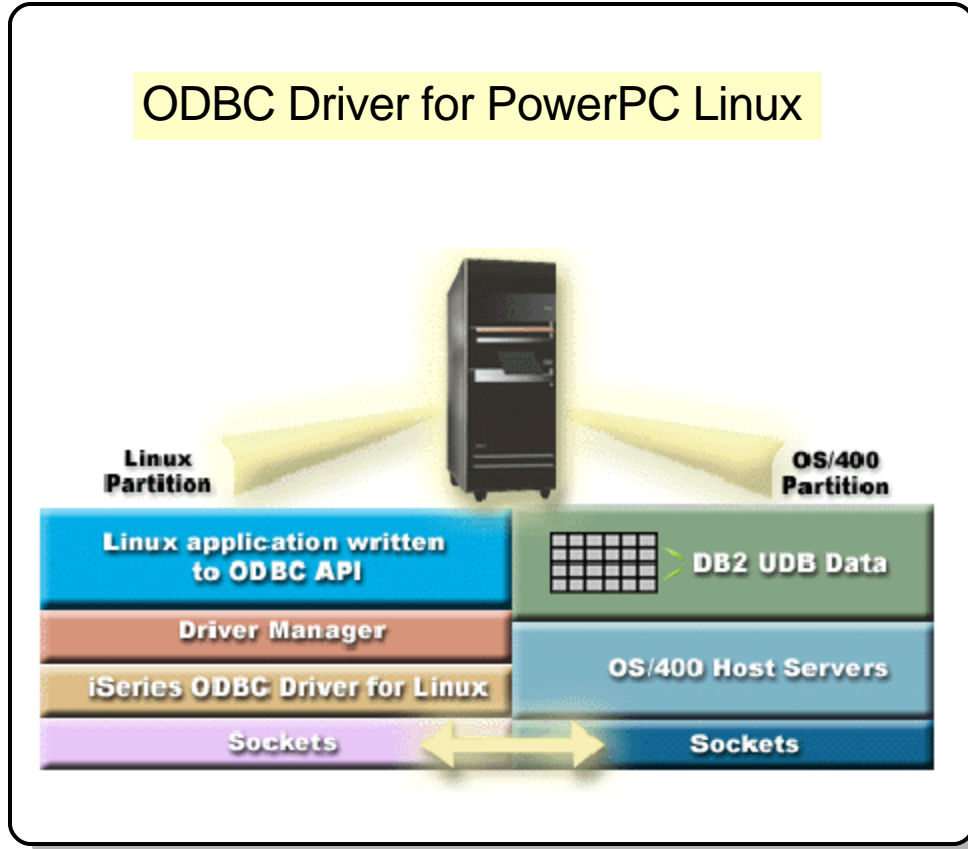 ODBC Driver for PowerPC Linux
Linux
Partition
OS/400
Partition
Linux application written
to ODBC API
DB2 UDB Data
Driver Manager
iSeries ODBC Driver for Linux
OS/400 Host Servers
Sockets
Sockets